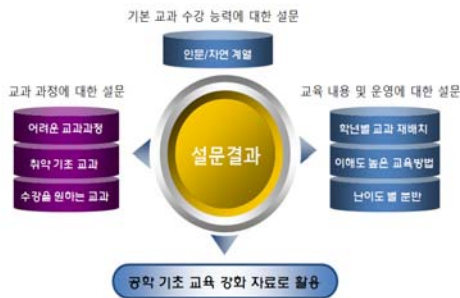 기본 교과 수강 능력에 대한 설문
인문/자연 계열
교과 과정에 대한 설문
어려운 교과과정
취약 기초 교과
수강을 원하는 교과
설문결과
교육 내용 및 운영에 대한 설문
학년별 교과 재배치
이해도 높은 교육방법
난이도 별 분반
공학 기초 교육 강화 자료로 활용